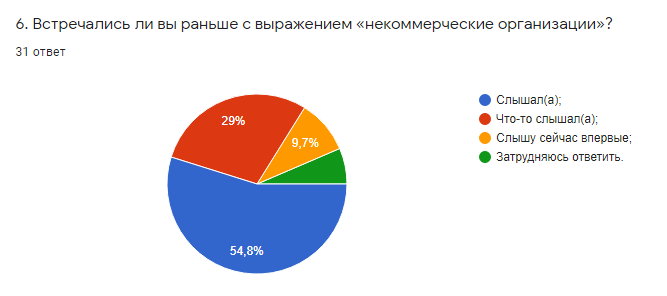 6. Встречались ли вы раньше с выражением «некоммерческие организации»?
31 ответ
Слышал(а);
Что-то слышал(а);
Слышу сейчас впервые;
Затрудняюсь ответить.
29%
9,7%
54,8%